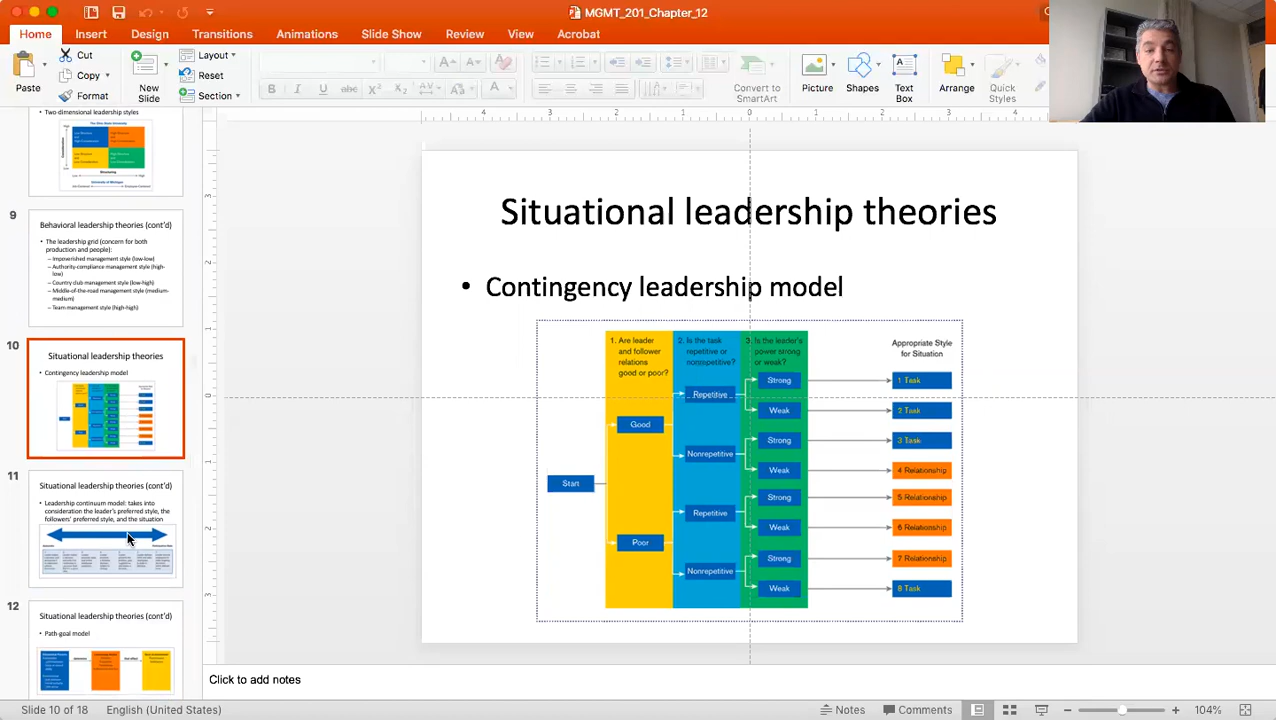 MGMT_201_Chapter_12
Home Insert Design Transitions Animations Slide Show Review View Acrobat
Paste
Cut
Copy
Format
New Slide
Layout
Reset
Section
Convert to SmartArt
Picture
Shapes
Text Box
Arrange
Quick Styles
• Two-dimensional leadership styles
9
Behavioral leadership theories (cont'd)
• The leadership grid (concern for both
production and people):
– Impoverished management style (low-low)
– Authority-compliance management style (high-
low)
– Country club management style (low-high)
– Middle-of-the-road management style (medium-
medium)
– Team management style (high-high)
10
Situational leadership theories
• Contingency leadership model
11
Situational leadership theories (cont'd)
• Leadership continuum model: takes into
consideration the leader's preferred style, the
followers' preferred style, and the situation
12
Situational leadership theories (cont'd)
• Path-goal model
Situational leadership theories
• Contingency leadership model
1. Are leader
and follower
relations
good or poor?
2. Is the task
repetitive or
nonrepetitive?
3. Is the leader's
power strong
or weak?
Appropriate Style
for Situation
Start
Good
Poor
Repetitive
Nonrepetitive
Repetitive
Nonrepetitive
Strong
Weak
Strong
Weak
Strong
Weak
Strong
Weak
1 Task
2 Task
3 Task
4 Relationship
5 Relationship
6 Relationship
7 Relationship
8 Task
Click to add notes
Slide 10 of 18 English (United States) Notes Comments 104%